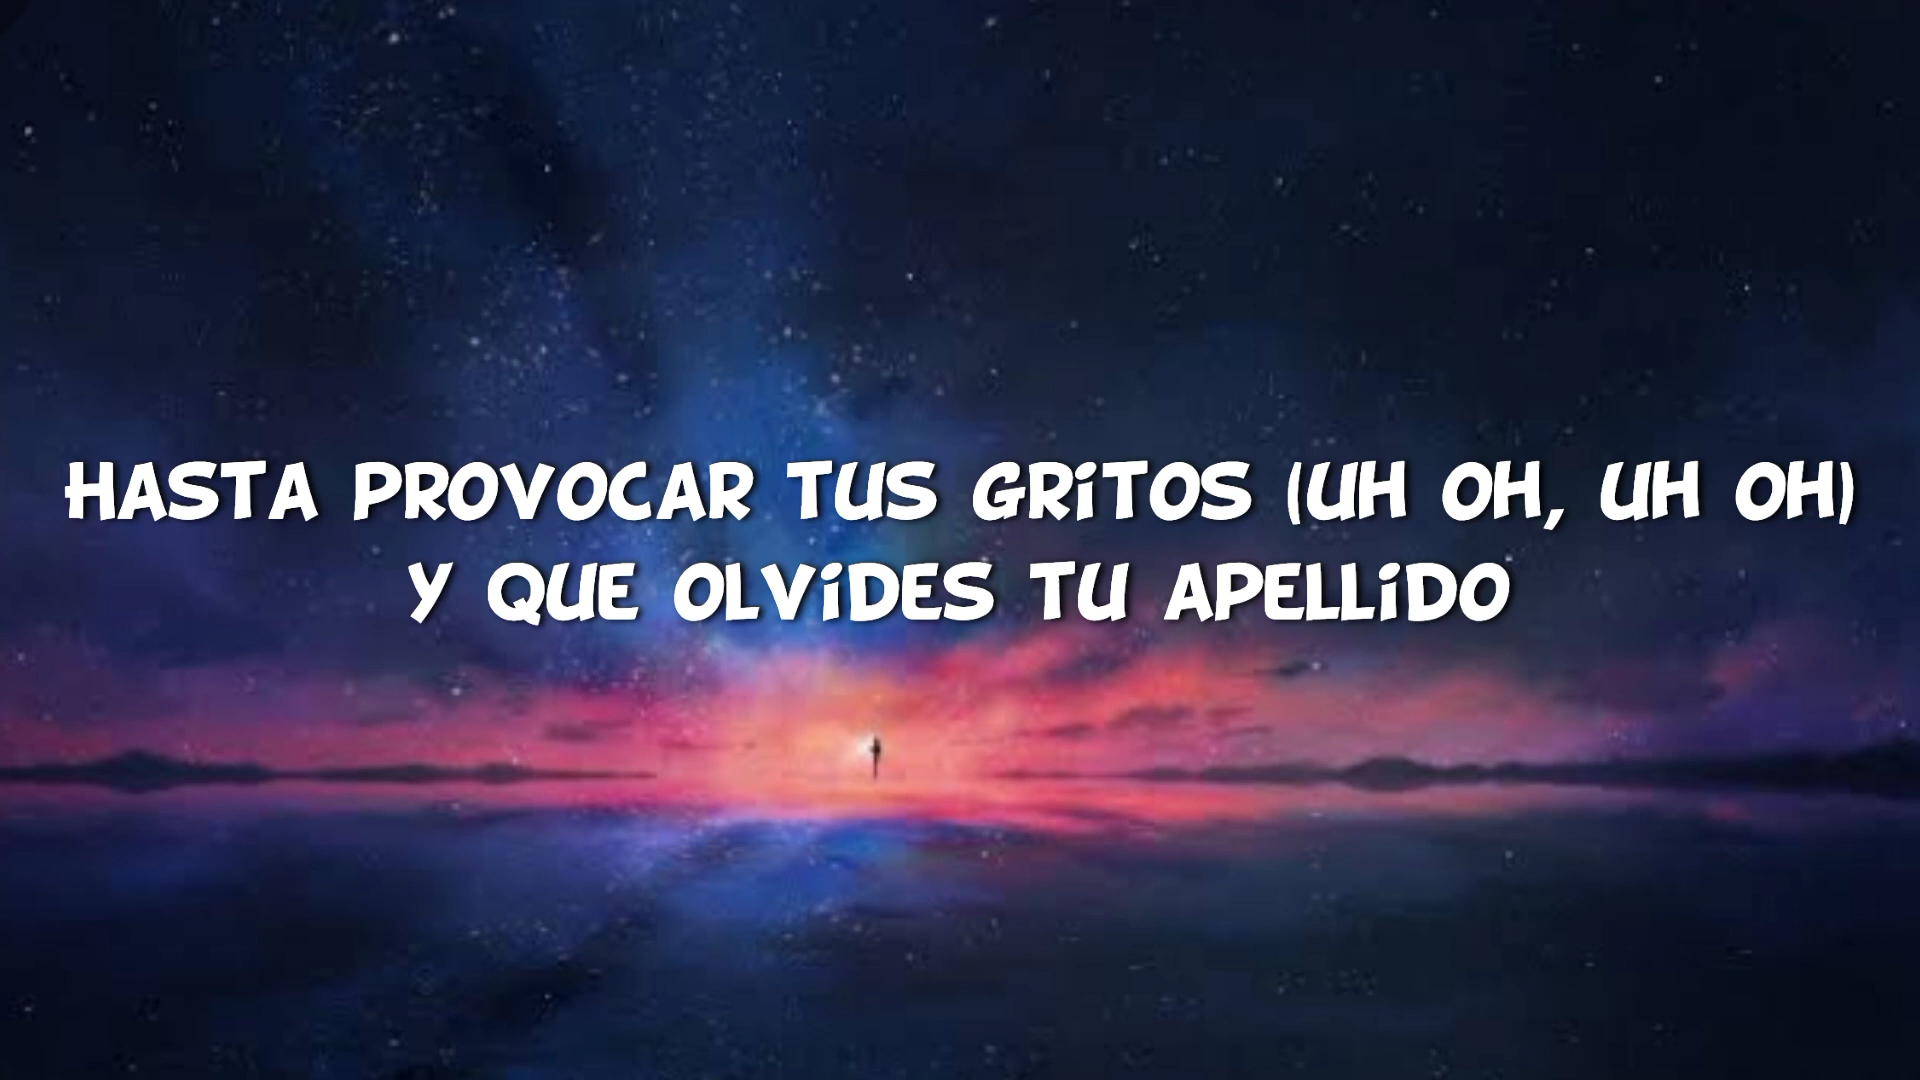 HASTA PROVOCAR TUS GRITOS (UH OH, UH OH)
Y QUE OLVIDES TU APELLIDO